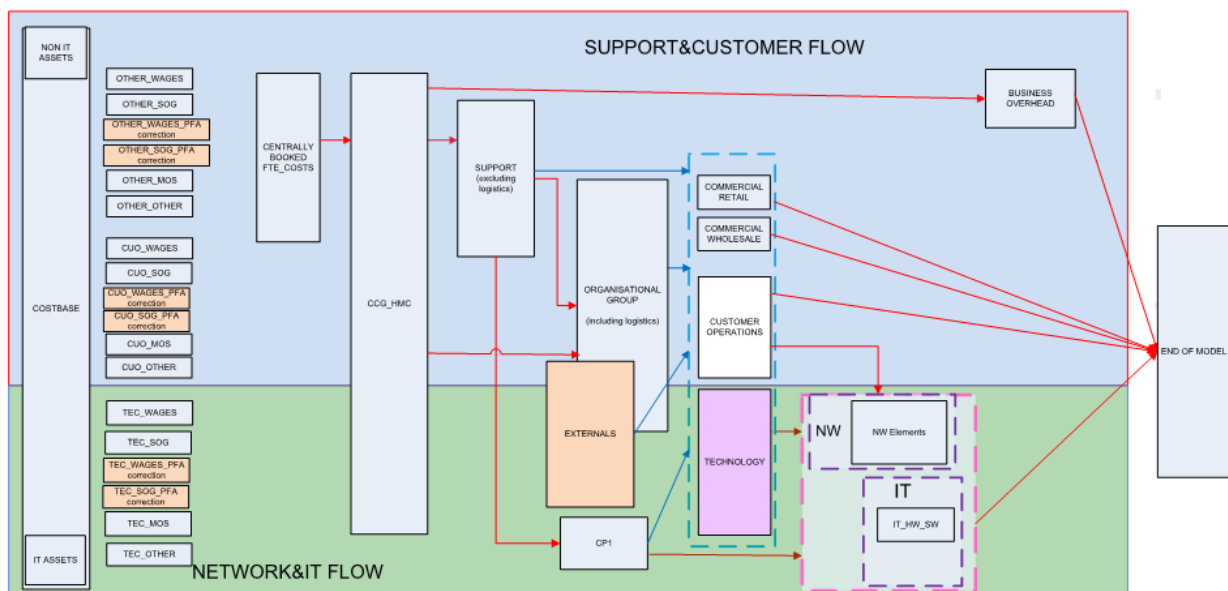 SUPPORT&CUSTOMER FLOW
NON IT
ASSETS
COSTBASE
IT ASSETS
OTHER_WAGES
OTHER_SOG
OTHER_WAGES_PFA
correction
OTHER_SOG_PFA
correction
OTHER_MOS
OTHER_OTHER
CUO_WAGES
CUO_SOG
CUO_WAGES_PFA
correction
CUO_SOG_PFA
correction
CUO_MOS
CUO_OTHER
TEC_WAGES
TEC_SOG
TEC_WAGES_PFA
correction
TEC_SOG_PFA
correction
TEC_MOS
TEC_OTHER
CENTRALLY
BOOKED
FTE_COSTS
CCG_HMC
SUPPORT
(excluding
logistics)
ORGANISATIONAL
GROUP
(including logistics)
EXTERNALS
CP1
COMMERCIAL
RETAIL
COMMERCIAL
WHOLESALE
CUSTOMER
OPERATIONS
TECHNOLOGY
BUSINESS
OVERHEAD
NW
NW Elements
IT
IT_HW_SW
END OF MODEL
NETWORK&IT FLOW